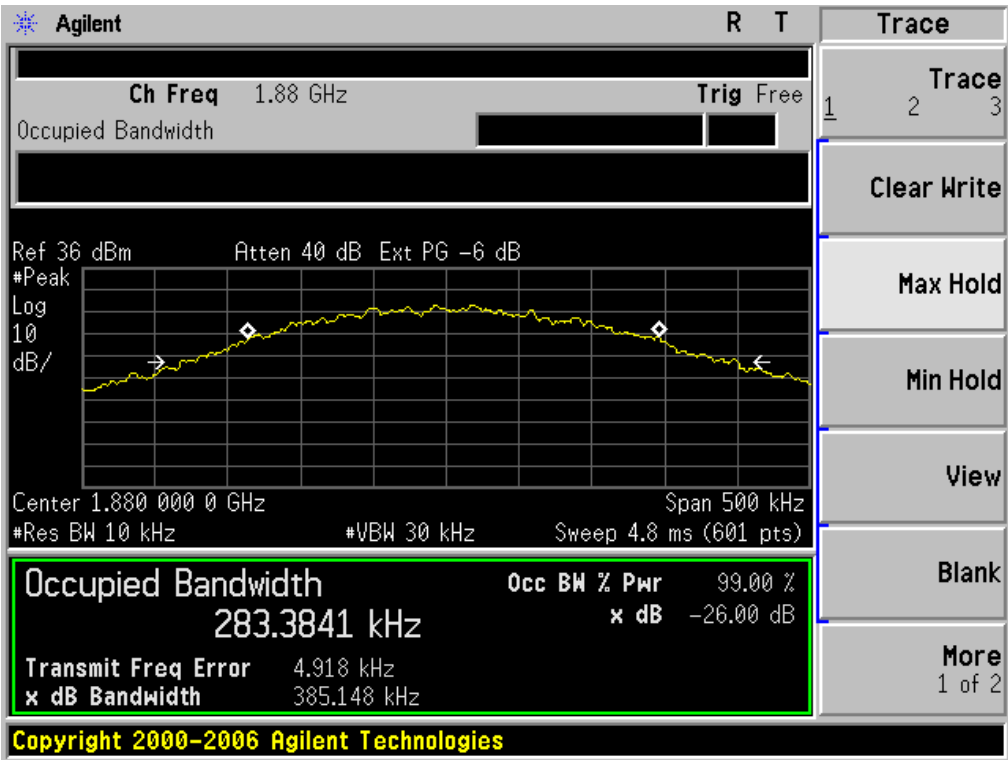 Agilent R T
Ch Freq 1.88 GHz Trig Free
Occupied Bandwidth
Ref 36 dBm Atten 40 dB Ext PG -6 dB
#Peak
Log
10
dB/
Center 1.880 000 0 GHz Span 500 kHz
#Res BW 10 kHz #VBW 30 kHz Sweep 4.8 ms (601 pts)
Occupied Bandwidth
283.3841 kHz
Occ BW % Pwr 99.00 %
x dB -26.00 dB
Transmit Freq Error 4.918 kHz
x dB Bandwidth 385.148 kHz
Copyright 2000-2006 Agilent Technologies
Trace
Trace
1 2 3
Clear Write
Max Hold
Min Hold
View
Blank
More
1 of 2